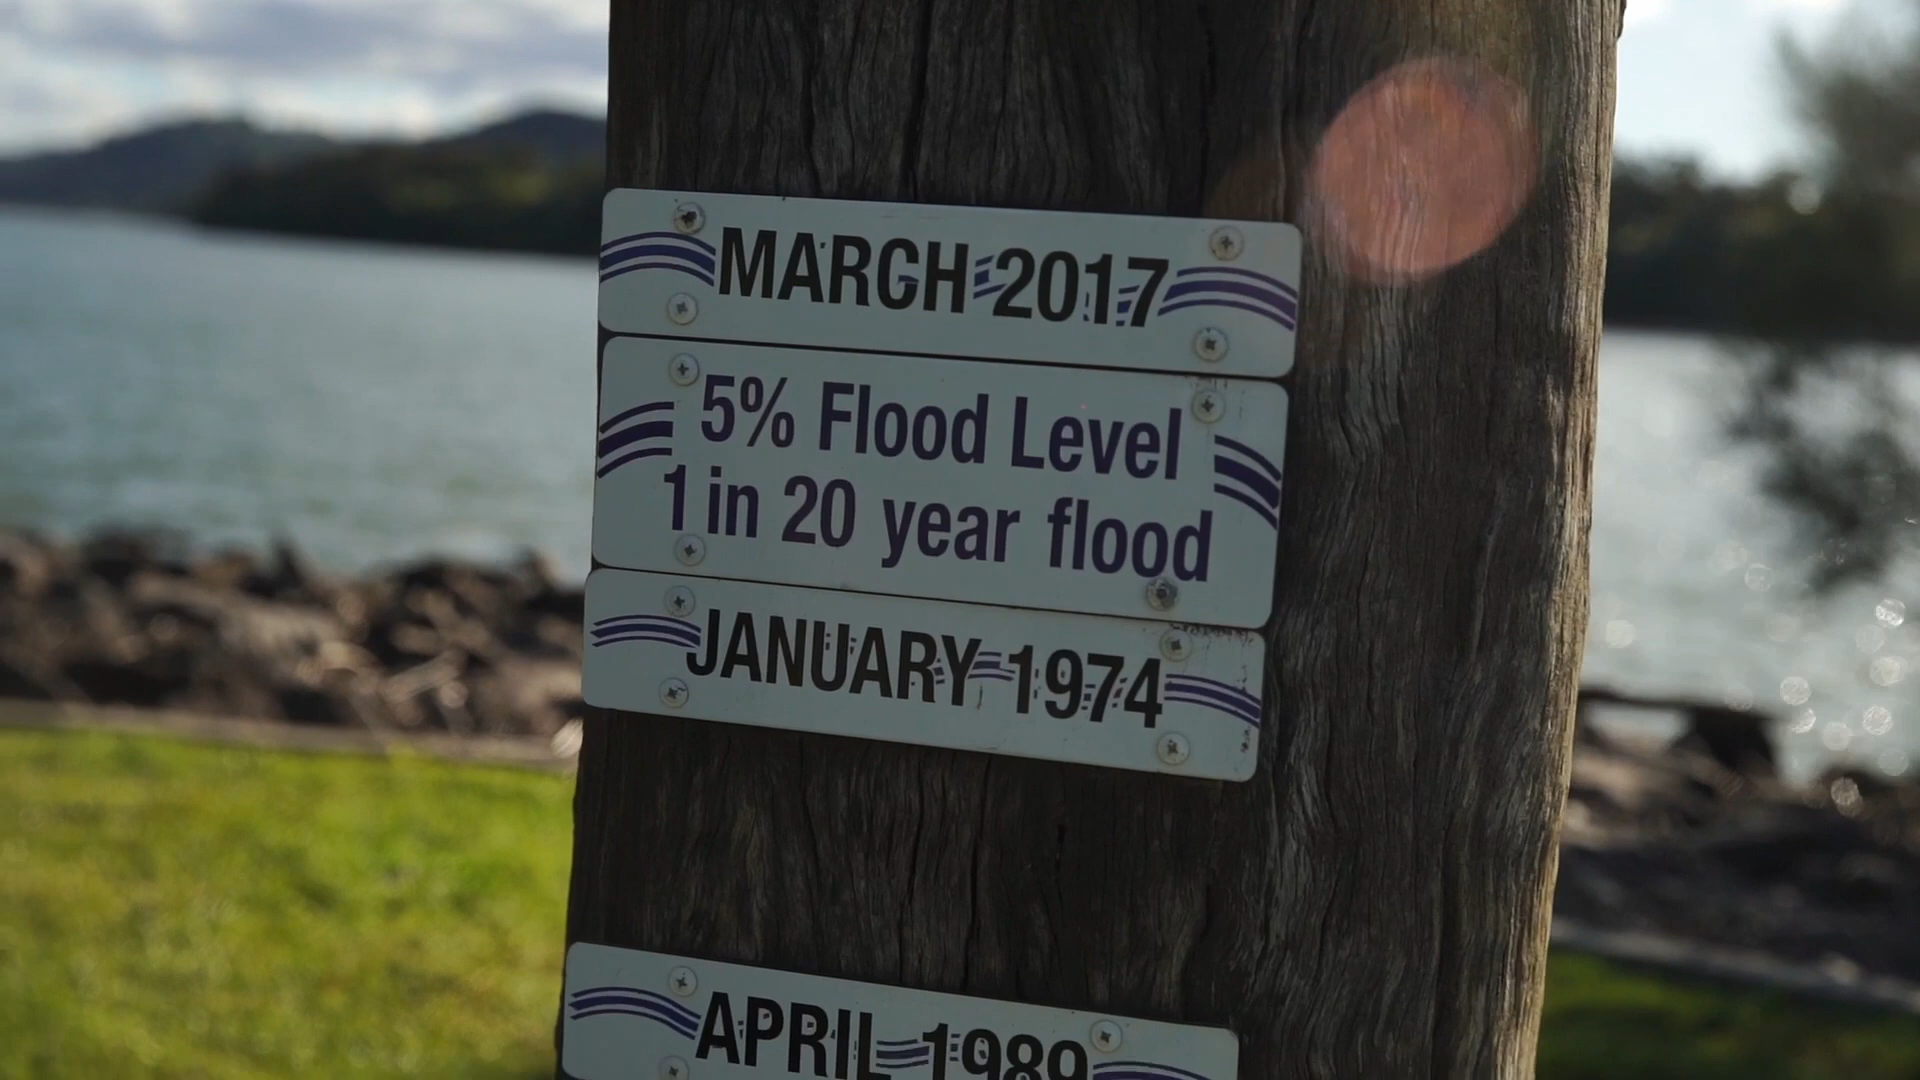 MARCH 2017
5% Flood Level
1 in 20 year flood
JANUARY 1974
APRIL 1989